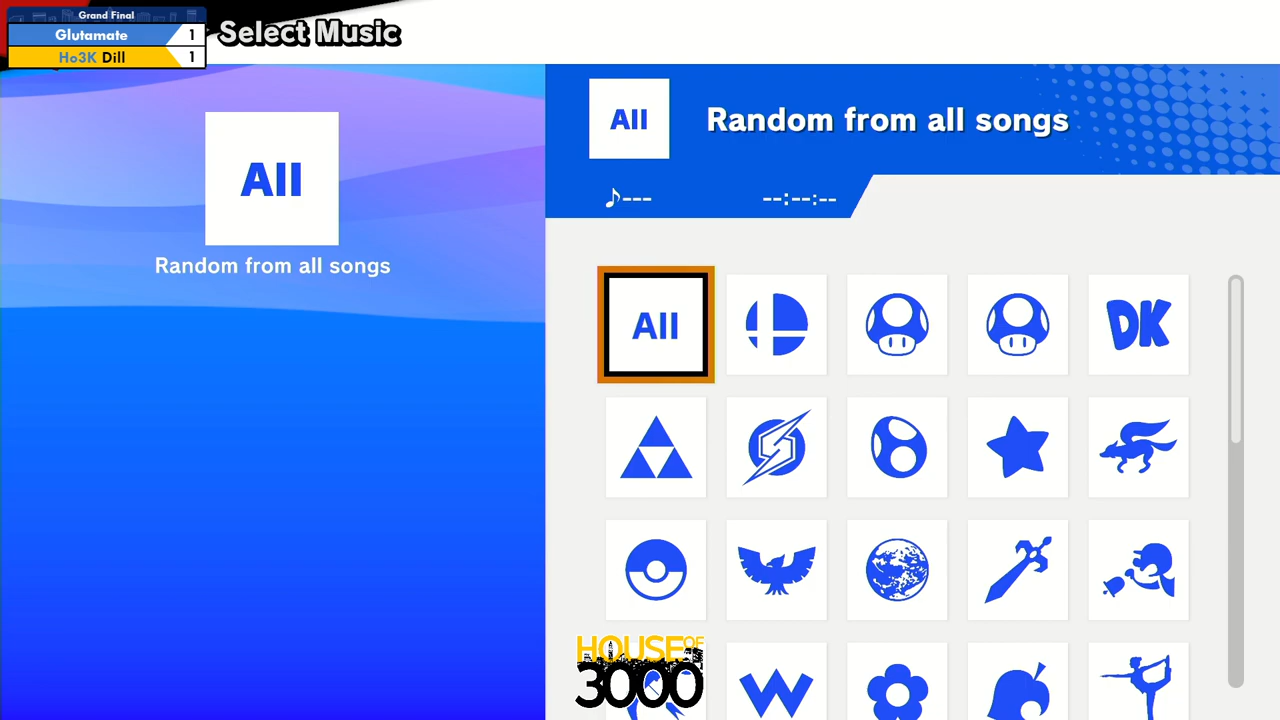 Grand Final
Glutamate 1
Ho3K Dill 1
Select Music
All
Random from all songs
All
Random from all songs
♪---
--:--:--
All
DK
W
HOUSE OF
3000